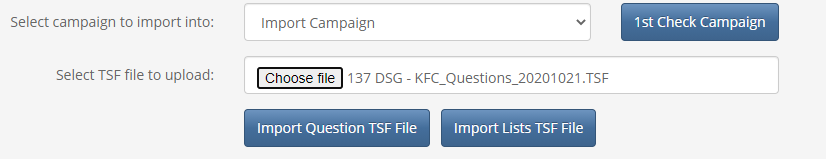 Select campaign to import into: Import Campaign 1st Check Campaign
Select TSF file to upload: Choose file 137 DSG - KFC_Questions_20201021.TSF
Import Question TSF File Import Lists TSF File